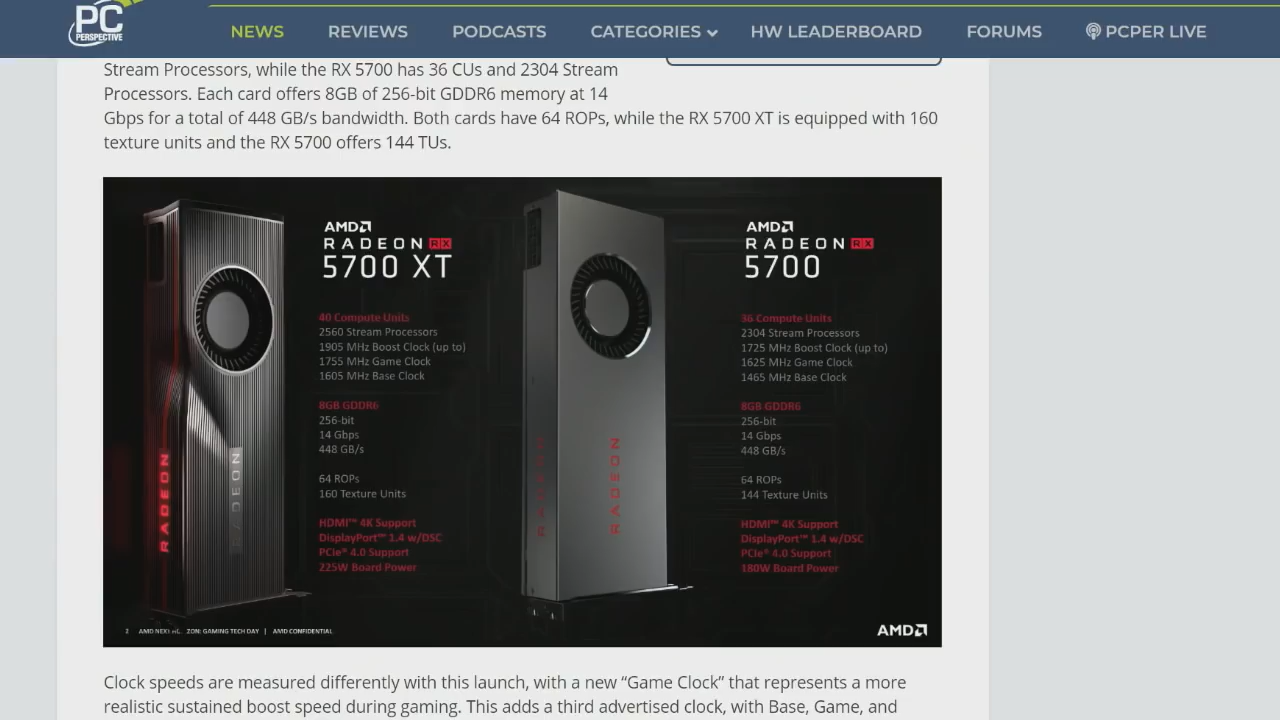 PC
PERSPECTIVE
NEWS
REVIEWS
PODCASTS
CATEGORIES
HW LEADERBOARD
FORUMS
PCPER LIVE
Stream Processors, while the RX 5700 has 36 CUs and 2304 Stream
Processors. Each card offers 8GB of 256-bit GDDR6 memory at 14
Gbps for a total of 448 GB/s bandwidth. Both cards have 64 ROPs, while the RX 5700 XT is equipped with 160
texture units and the RX 5700 offers 144 TUs.
RADEON
RADEON
AMD
RADEON RX
5700 XT
40 Compute Units
2560 Stream Processors
1905 MHz Boost Clock (up to)
1755 MHz Game Clock
1605 MHz Base Clock
8GB GDDR6
256-bit
14 Gbps
448 GB/s
64 ROPs
160 Texture Units
HDMI™ 4K Support
DisplayPort™ 1.4 w/DSC
PCIe® 4.0 Support
225W Board Power
RADEON
RADEON
AMD
RADEON RX
5700
36 Compute Units
2304 Stream Processors
1725 MHz Boost Clock (up to)
1625 MHz Game Clock
1465 MHz Base Clock
8GB GDDR6
256-bit
14 Gbps
448 GB/s
64 ROPs
144 Texture Units
HDMI™ 4K Support
DisplayPort™ 1.4 w/DSC
PCIe® 4.0 Support
180W Board Power
2 AMD NEXT HORIZON: GAMING TECH DAY | AMD CONFIDENTIAL
AMD
Clock speeds are measured differently with this launch, with a new “Game Clock” that represents a more
realistic sustained boost speed during gaming. This adds a third advertised clock, with Base, Game, and